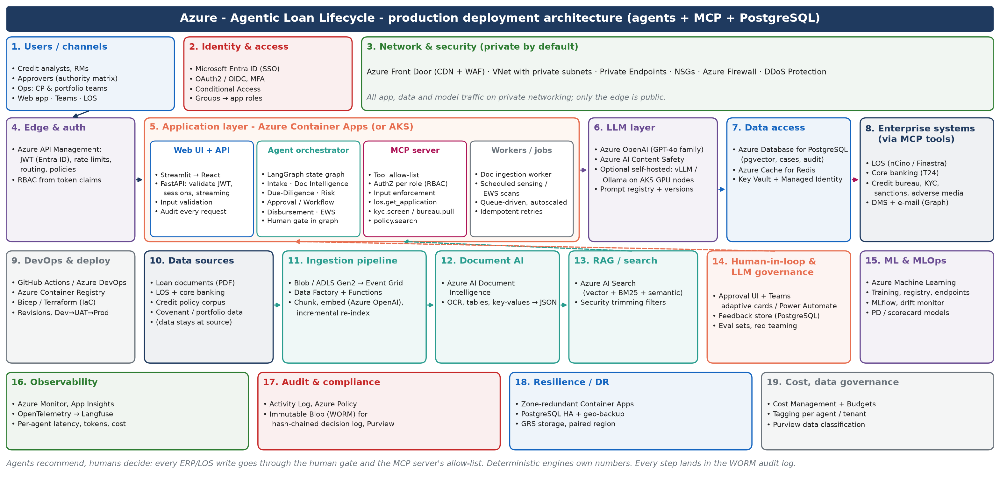 Azure - Agentic Loan Lifecycle - production deployment architecture (agents + MCP + PostgreSQL)
1. Users / channels
• Credit analysts, RMs
• Approvers (authority matrix)
• Ops: CP & portfolio teams
• Web app · Teams · LOS
2. Identity & access
• Microsoft Entra ID (SSO)
• OAuth2 / OIDC, MFA
• Conditional Access
• Groups → app roles
3. Network & security (private by default)
Azure Front Door (CDN + WAF) · VNet with private subnets · Private Endpoints · NSGs · Azure Firewall · DDoS Protection
All app, data and model traffic on private networking; only the edge is public.
4. Edge & auth
• Azure API Management:
JWT (Entra ID), rate limits,
routing, policies
• RBAC from token claims
5. Application layer - Azure Container Apps (or AKS)
Web UI + API
• Streamlit → React
• FastAPI: validate JWT,
sessions, streaming
• Input validation
• Audit every request
Agent orchestrator
• LangGraph state graph
• Intake · Doc Intelligence
• Due-Diligence · Risk
• Approval / Workflow
• Disbursement · EWS
• Human gate in graph
MCP server
• Tool allow-list
• AuthZ per role (RBAC)
• Input enforcement
• los.get_application
• kyc.screen / bureau.pull
• policy.search
Workers / jobs
• Doc ingestion worker
• Scheduled sensing /
EWS scans
• Queue-driven, autoscaled
• Idempotent retries
6. LLM layer
• Azure OpenAI (GPT-4o family)
• Azure AI Content Safety
• Optional self-hosted: vLLM /
Ollama on AKS GPU nodes
• Prompt registry + versions
7. Data access
• Azure Database for PostgreSQL
(pgvector, cases, audit)
• Azure Cache for Redis
• Key Vault + Managed Identity
8. Enterprise systems
(via MCP tools)
• LOS (nCino / Finastra)
• Core banking (T24)
• Credit bureau, KYC,
sanctions, adverse media
• DMS + e-mail (Graph)
9. DevOps & deploy
• GitHub Actions / Azure DevOps
• Azure Container Registry
• Bicep / Terraform (IaC)
• Revisions, Dev→UAT→Prod
10. Data sources
• Loan documents (PDF)
• LOS + core banking
• Credit policy corpus
• Covenant / portfolio data
• (data stays at source)
11. Ingestion pipeline
• Blob / ADLS Gen2 → Event Grid
• Data Factory + Functions
• Chunk, embed (Azure OpenAI),
incremental re-index
12. Document AI
• Azure AI Document
Intelligence
• OCR, tables, key-values → JSON
13. RAG / search
• Azure AI Search
(vector + BM25 + semantic)
• Security trimming filters
14. Human-in-loop &
LLM governance
• Approval UI + Teams
adaptive cards / Power Automate
• Feedback store (PostgreSQL)
• Eval sets, red teaming
15. ML & MLOps
• Azure Machine Learning
• Training, registry, endpoints
• MLflow, drift monitor
• PD / scorecard models
16. Observability
• Azure Monitor, App Insights
• OpenTelemetry → Langfuse
• Per-agent latency, tokens, cost
17. Audit & compliance
• Activity Log, Azure Policy
• Immutable Blob (WORM) for
hash-chained decision log, Purview
18. Resilience / DR
• Zone-redundant Container Apps
• PostgreSQL HA + geo-backup
• GRS storage, paired region
19. Cost, data governance
• Cost Management + Budgets
• Tagging per agent / tenant
• Purview data classification
Agents recommend, humans decide: every ERP/LOS write goes through the human gate and the MCP server's allow-list. Deterministic engines own numbers. Every step lands in the WORM audit log.